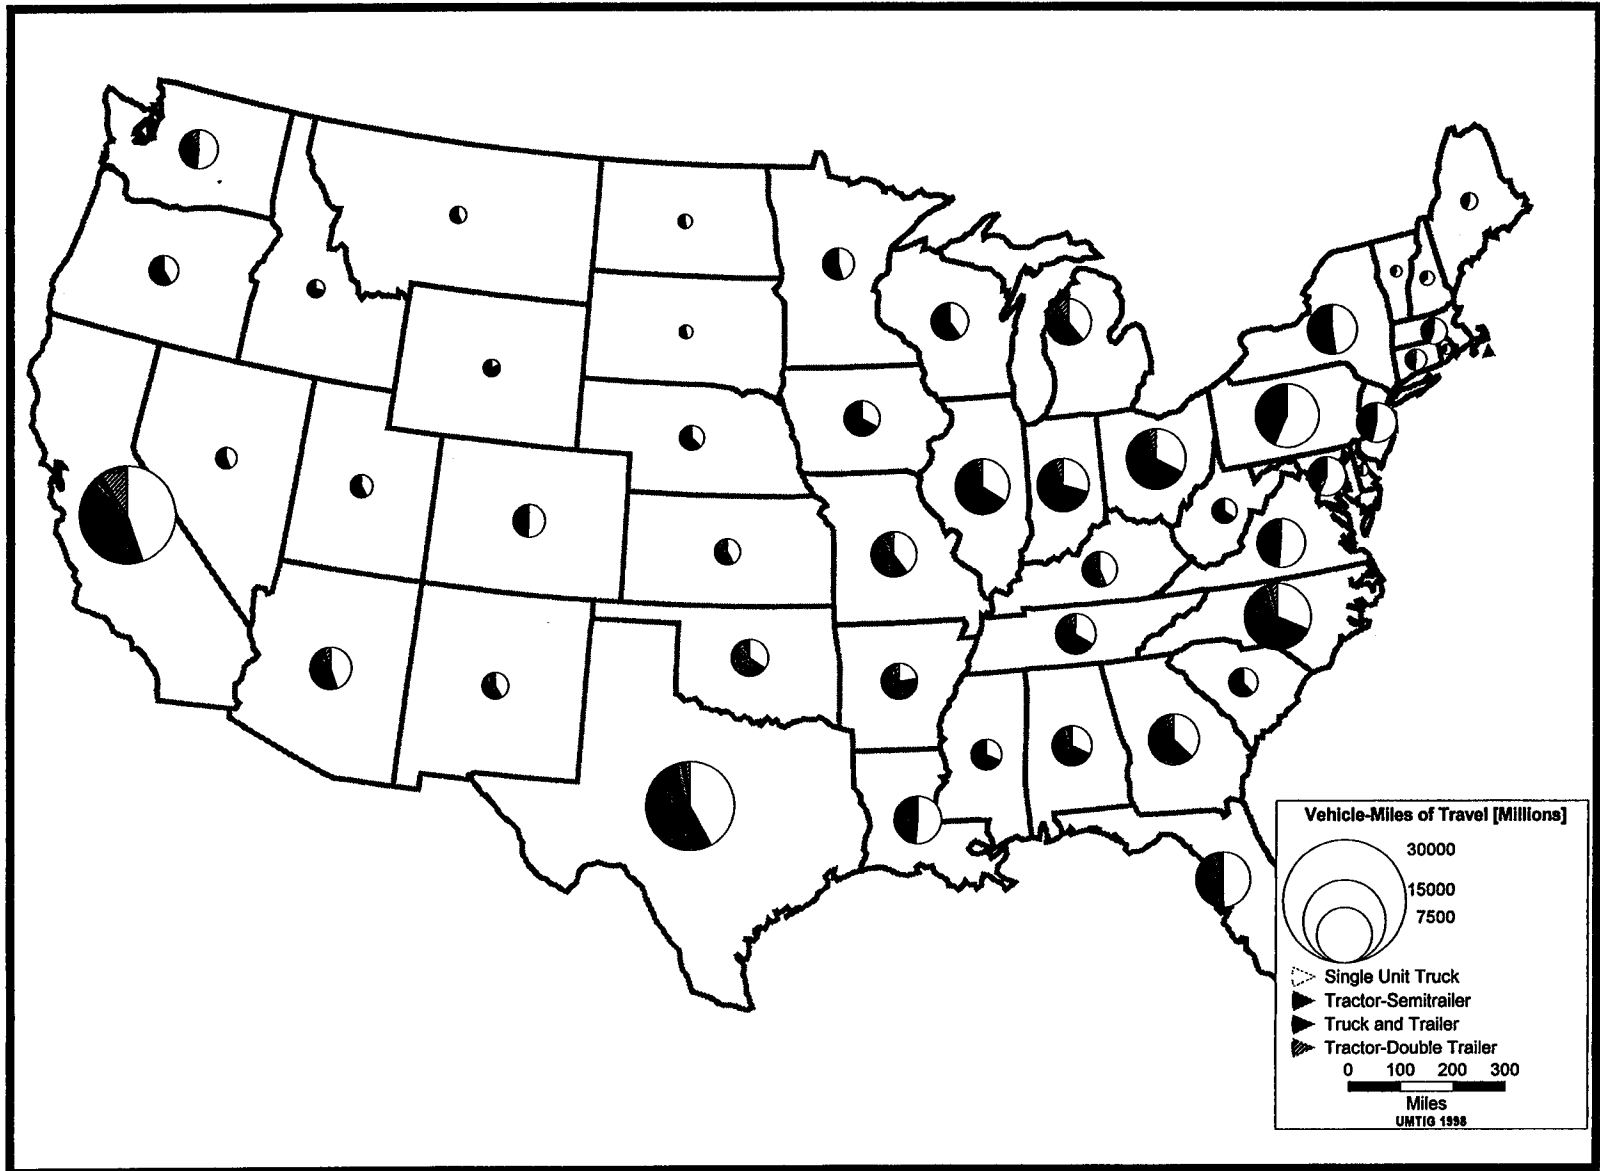 Vehicle-Miles of Travel [Millions]
30000
15000
7500
Single Unit Truck
Tractor-Semitrailer
Truck and Trailer
Tractor-Double Trailer
0 100 200 300
Miles
UMTIG 1998